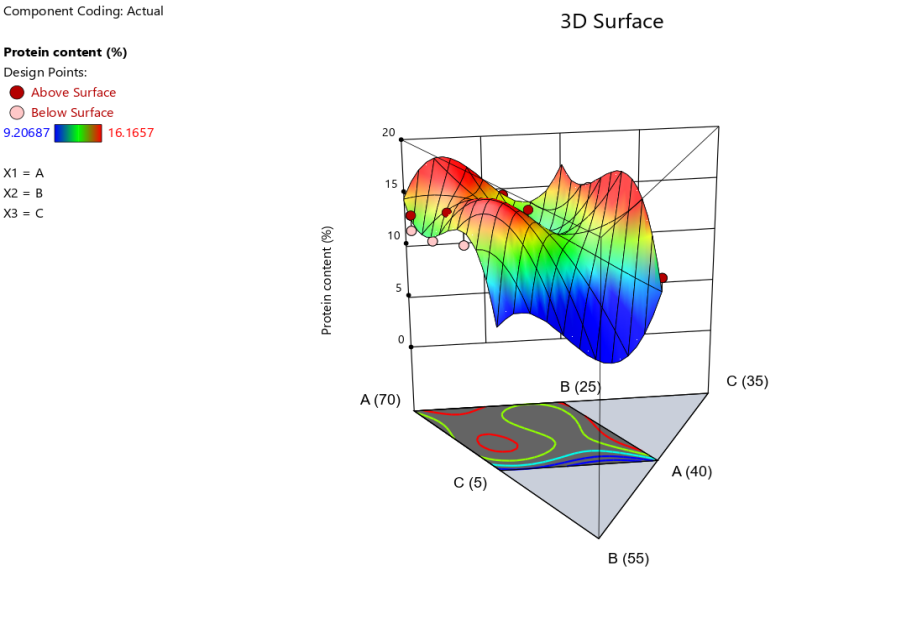 Component Coding: Actual
3D Surface
Protein content (%)
Design Points:
Above Surface
Below Surface
9.20687 16.1657
X1 = A
X2 = B
X3 = C
20
15
10
5
0
Protein content (%)
A (70)
B (25)
C (35)
C (5)
A (40)
B (55)